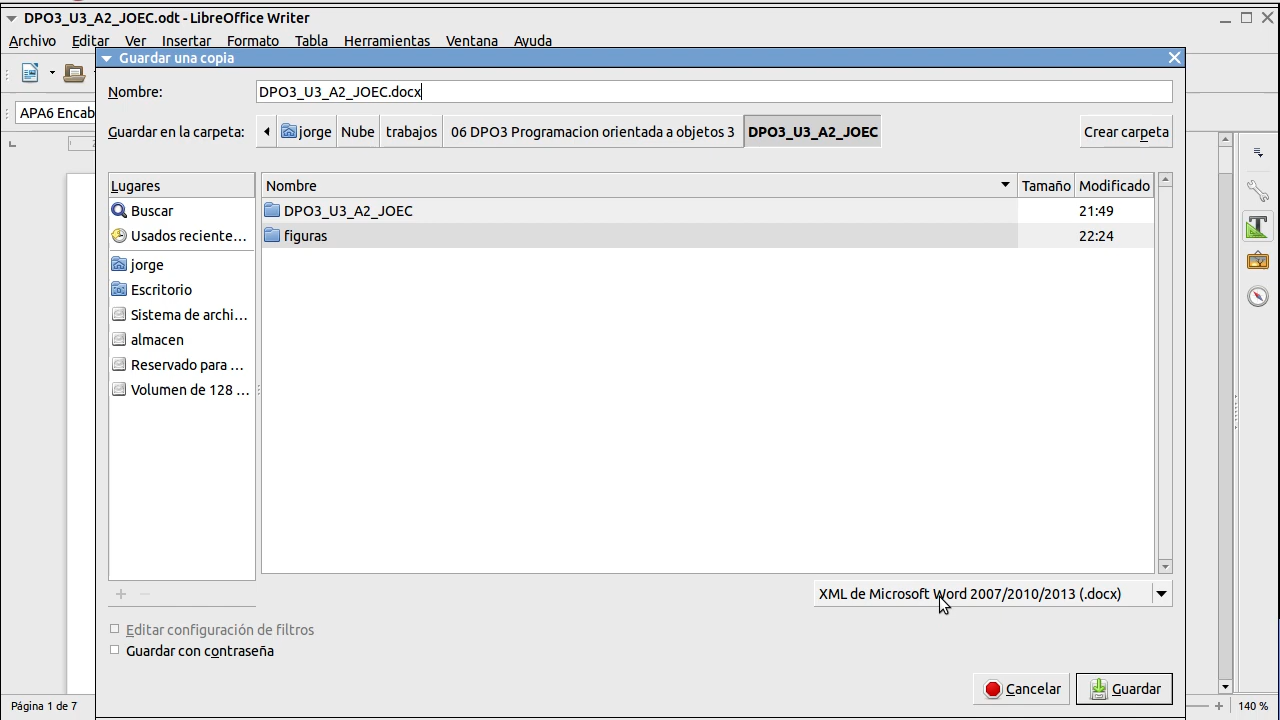 DPO3_U3_A2_JOEC.odt - LibreOffice Writer
Archivo Editar Ver Insertar Formato Tabla Herramientas Ventana Ayuda
Guardar una copia
Nombre: DPO3_U3_A2_JOEC.docx
APA6 Encab
Guardar en la carpeta: jorge Nube trabajos 06 DPO3 Programacion orientada a objetos 3 DPO3_U3_A2_JOEC Crear carpeta
Lugares Nombre Tamaño Modificado
Buscar DPO3_U3_A2_JOEC 21:49
Usados reciente... figuras 22:24
jorge
Escritorio
Sistema de archi...
almacen
Reservado para ...
Volumen de 128 ...
XML de Microsoft Word 2007/2010/2013 (.docx)
Editar configuración de filtros
Guardar con contraseña
Cancelar Guardar
Página 1 de 7 140 %